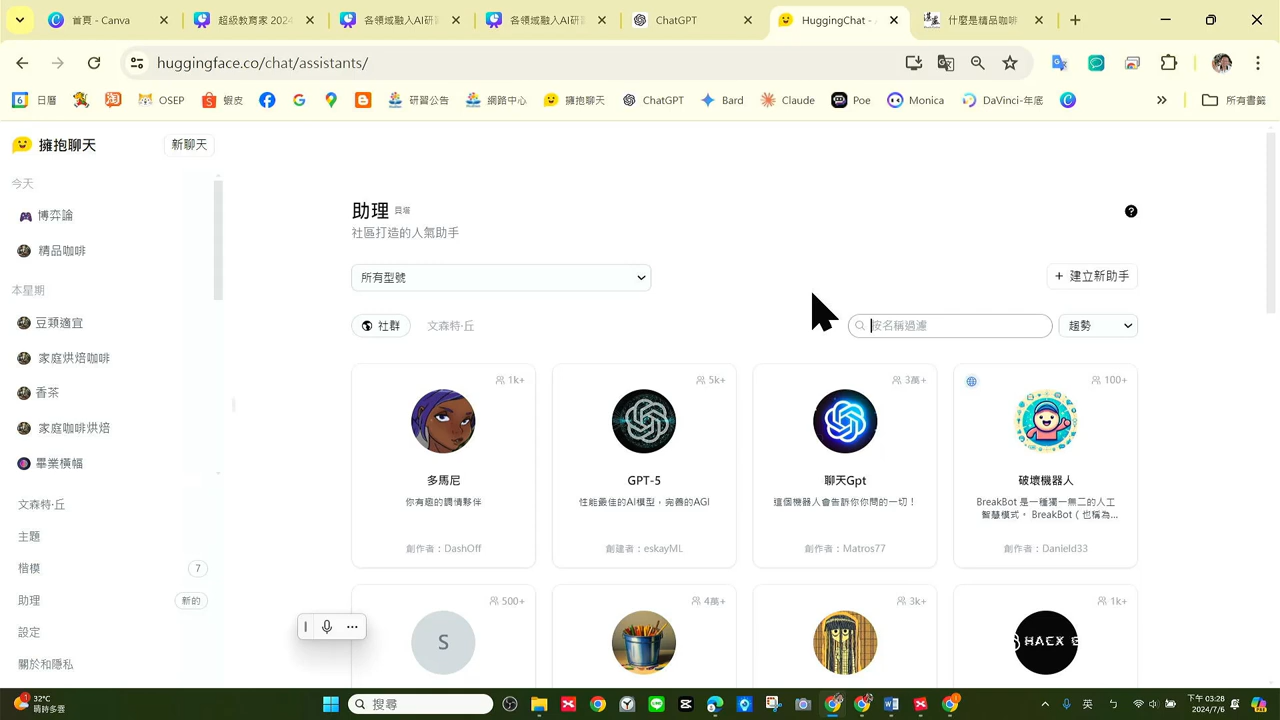 首頁 - Canva
超級教育家 2024
各領域融入AI研
各領域融入AI研
ChatGPT
HuggingChat -
什麼是精品咖啡
huggingface.co/chat/assistants/
日曆
OSEP
蝦皮
研習公告
網路中心
擁抱聊天
ChatGPT
Bard
Claude
Poe
Monica
DaVinci-年底
所有書籤
擁抱聊天
新聊天
今天
博弈論
精品咖啡
本星期
豆類適宜
家庭烘焙咖啡
香茶
家庭咖啡烘焙
畢業橫幅
文森特·丘
主題
楷模
7
助理
新的
設定
關於和隱私
助理 貝塔
社區打造的人氣助手
所有型號
+ 建立新助手
社群
文森特·丘
按名稱過濾
趨勢
1k+
多馬尼
你有趣的調情夥伴
創作者：DashOff
5k+
GPT-5
性能最佳的AI模型，完善的AGI
創建者：eskayML
3萬+
聊天Gpt
這個機器人會告訴你你問的一切！
創作者：Matros77
100+
破壞機器人
BreakBot 是一種獨一無二的人工
智慧模式。 BreakBot（也稱為...
創作者：Danield33
500+
S
4萬+
3k+
1k+
HACX
32°C
晴時多雲
搜尋
英
下午 03:28
2024/7/6